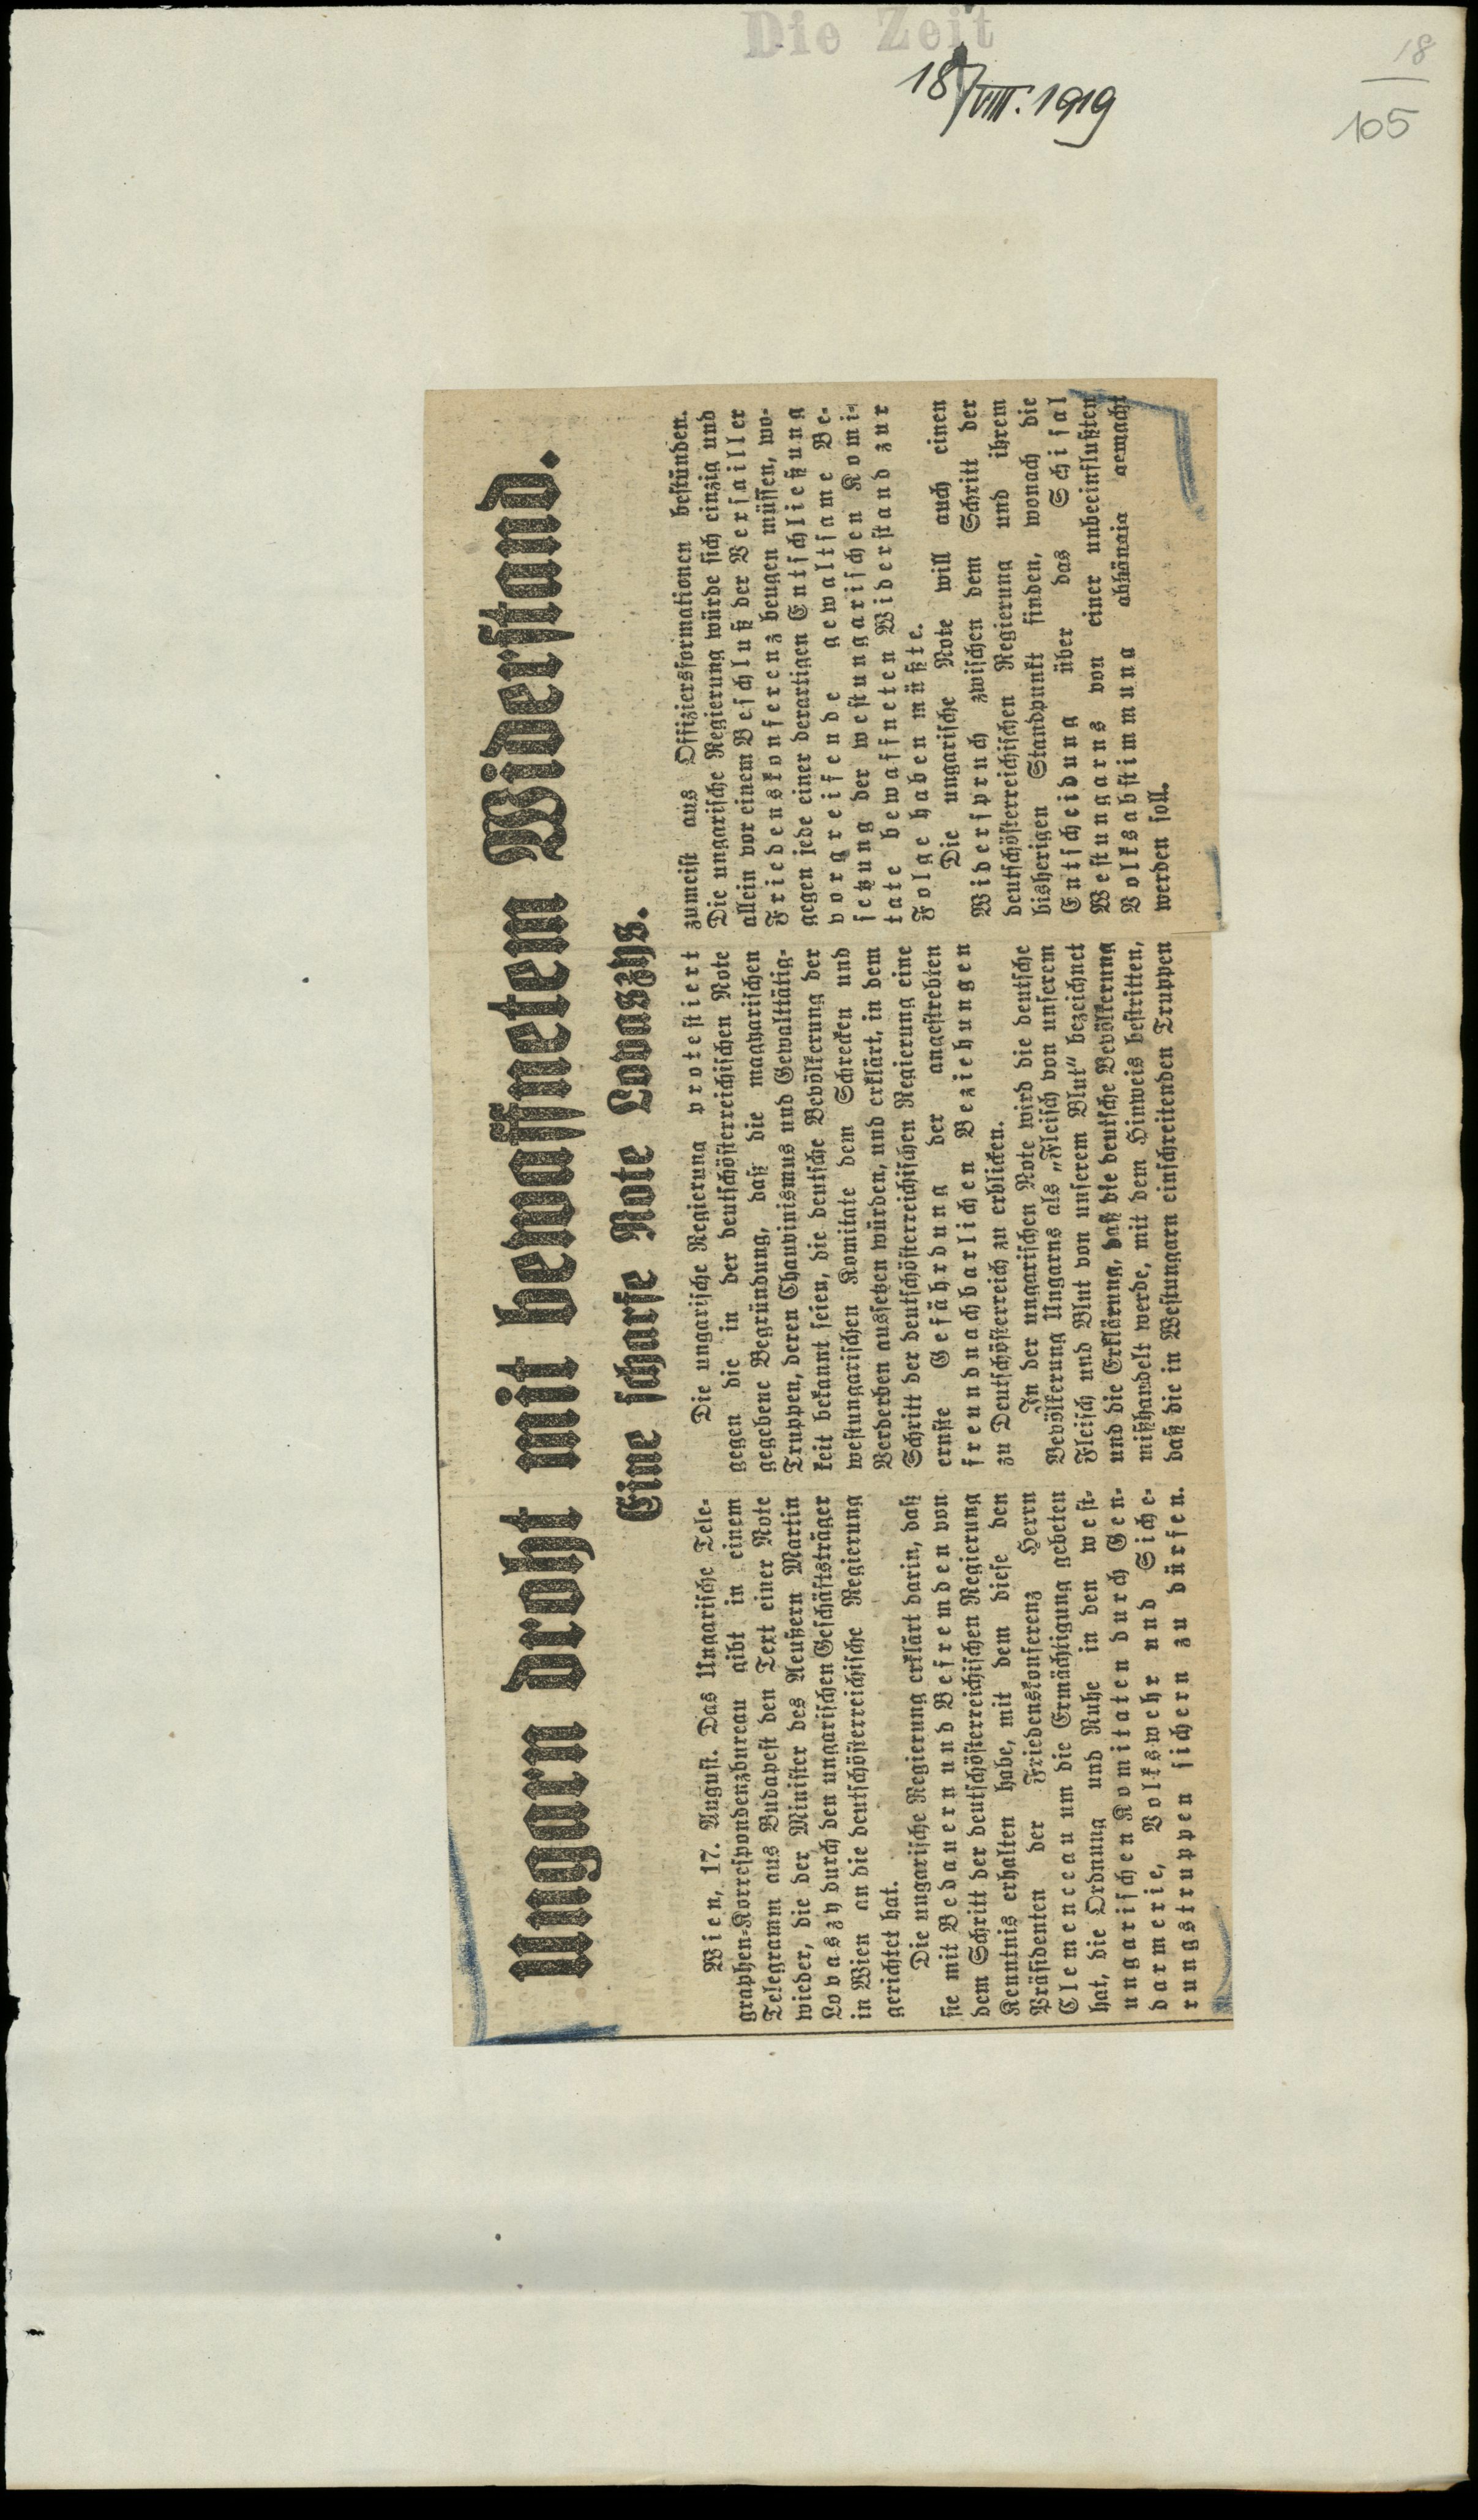 Die Zeit
18/VIII. 1919
18
105
Ungarn droht mit bewaffnetem Widerstand.
Eine scharfe Note Lovaszys.
Wien, 17. August. Das Ungarische Tele-
graphen-Korrespondenzbureau gibt in einem
Telegramm aus Budapest den Text einer Note
wieder, die der Minister des Aeußern Martin
Lovaszy durch den ungarischen Geschäftsträger
in Wien an die deutschösterreichische Regierung
gerichtet hat.
Die ungarische Regierung erklärt darin, daß
sie mit Bedauern und Befremden von
dem Schritt der deutschösterreichischen Regierung
Kenntnis erhalten habe, mit dem diese den
Präsidenten der Friedenskonferenz Herrn
Clemenceau um die Ermächtigung gebeten
hat, die Ordnung und Ruhe in den west-
ungarischen Komitaten durch Gen-
darmerie, Volkswehr und Siche-
rungstruppen sichern zu dürfen.
Die ungarische Regierung protestiert
gegen die in der deutschösterreichischen Note
gegebene Begründung, daß die magyarischen
Truppen, deren Chauvinismus und Gewalttätig-
keit bekannt seien, die deutsche Bevölkerung der
westungarischen Komitate dem Schrecken und
Verderben aussetzen würden, und erklärt, in dem
Schritt der deutschösterreichischen Regierung eine
ernste Gefährdung der angestrebten
freundnachbarlichen Beziehungen
zu Deutschösterreich zu erblicken.
In der ungarischen Note wird die deutsche
Bevölkerung Ungarns als „Fleisch von unserem
Fleisch und Blut von unserem Blut“ bezeichnet
und die Erklärung, daß die deutsche Bevölkerung
mißhandelt werde, mit dem Hinweis bestritten,
daß die in Westungarn einschreitenden Truppen
zumeist aus Offiziersformationen bestünden.
Die ungarische Regierung würde sich einzig und
allein vor einem Beschluß der Versailler
Friedenskonferenz beugen müssen, wo-
gegen jede einer derartigen Entschließung
vorgreifende gewaltsame Be-
setzung der westungarischen Komi-
tate bewaffneten Widerstand zur
Folge haben müßte.
Die ungarische Note will auch einen
Widerspruch zwischen dem Schritt der
deutschösterreichischen Regierung und ihrem
bisherigen Standpunkt finden, wonach die
Entscheidung über das Schisal
Westungarns von einer unbeeinflußten
Volksabstimmung abhängig gemacht
werden soll.